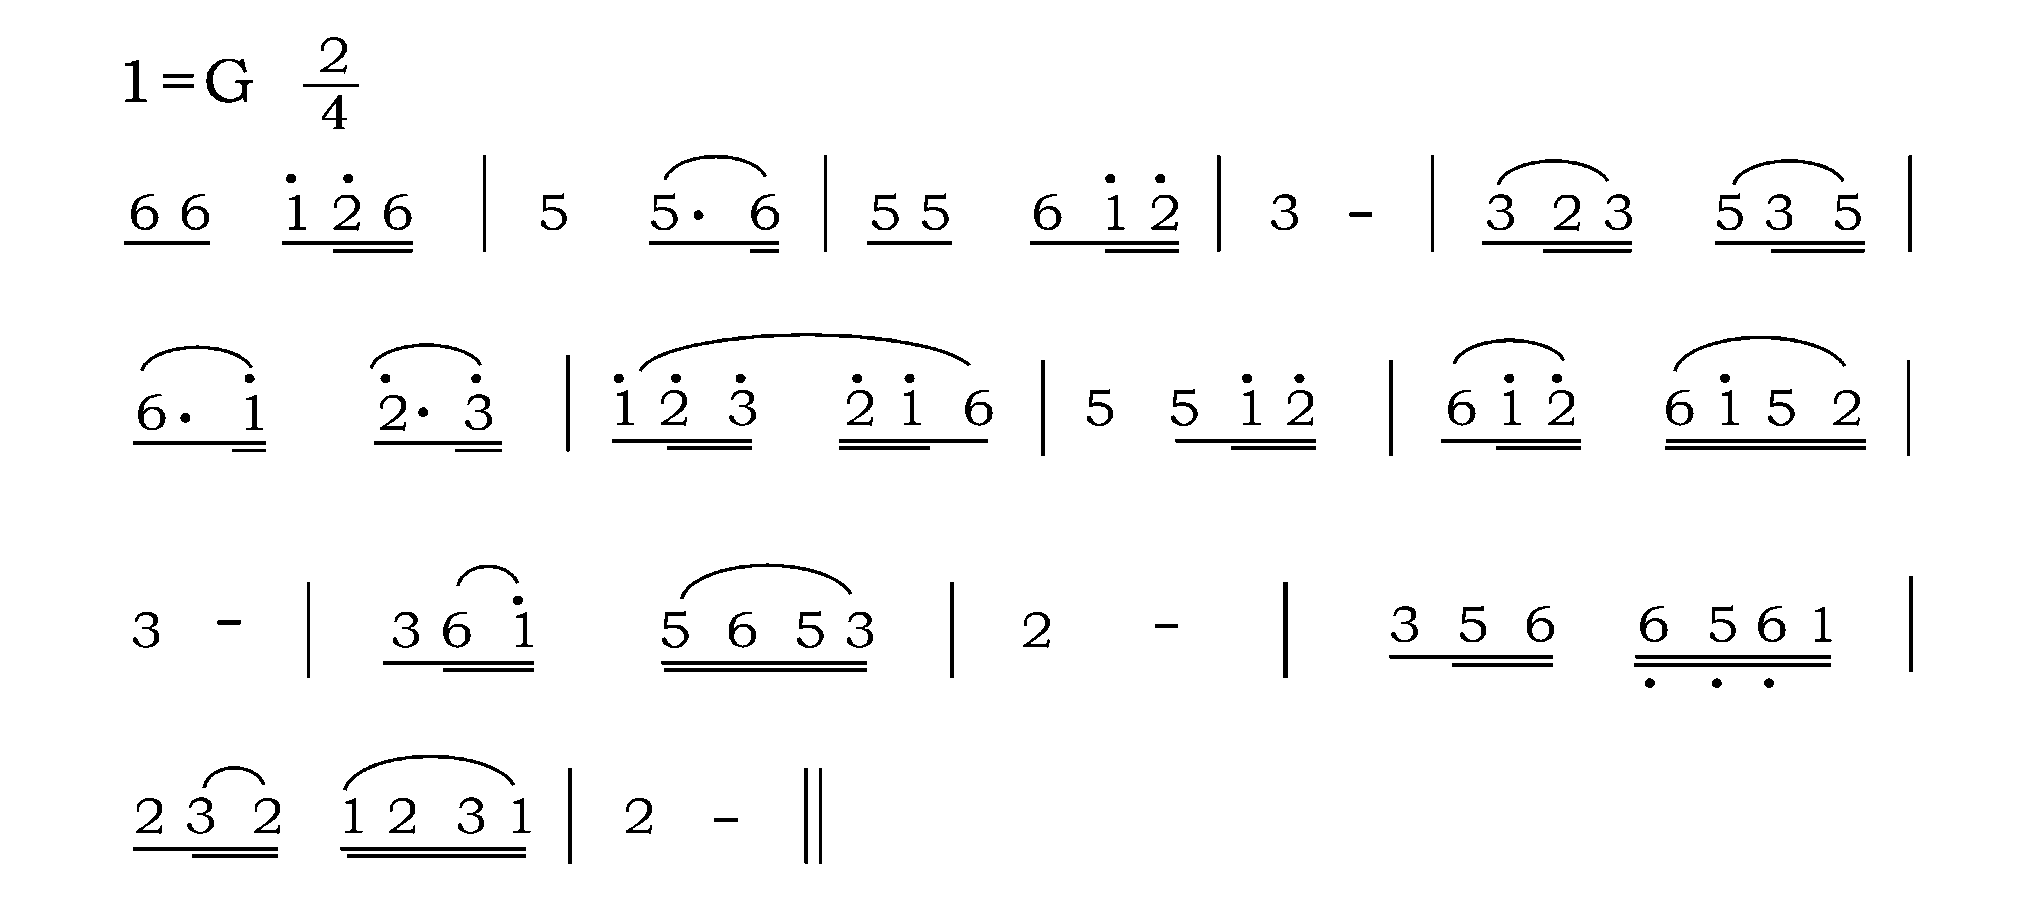 1=G 2/4
6 6 1̇ 2̇ 6 | 5 5· 6 | 5 5 6 1̇ 2̇ | 3 - | 3 2 3 5 3 5 |
6· 1̇ 2̇· 3̇ | 1̇ 2̇ 3̇ 2̇ 1̇ 6 | 5 5 1̇ 2̇ | 6 1̇ 2̇ 6 1̇ 5 2 |
3 - | 3 6 1̇ 5 6 5 3 | 2 - | 3 5 6 6̣ 5̣ 6̣ 1 |
2 3 2 1 2 3 1 | 2 - ||